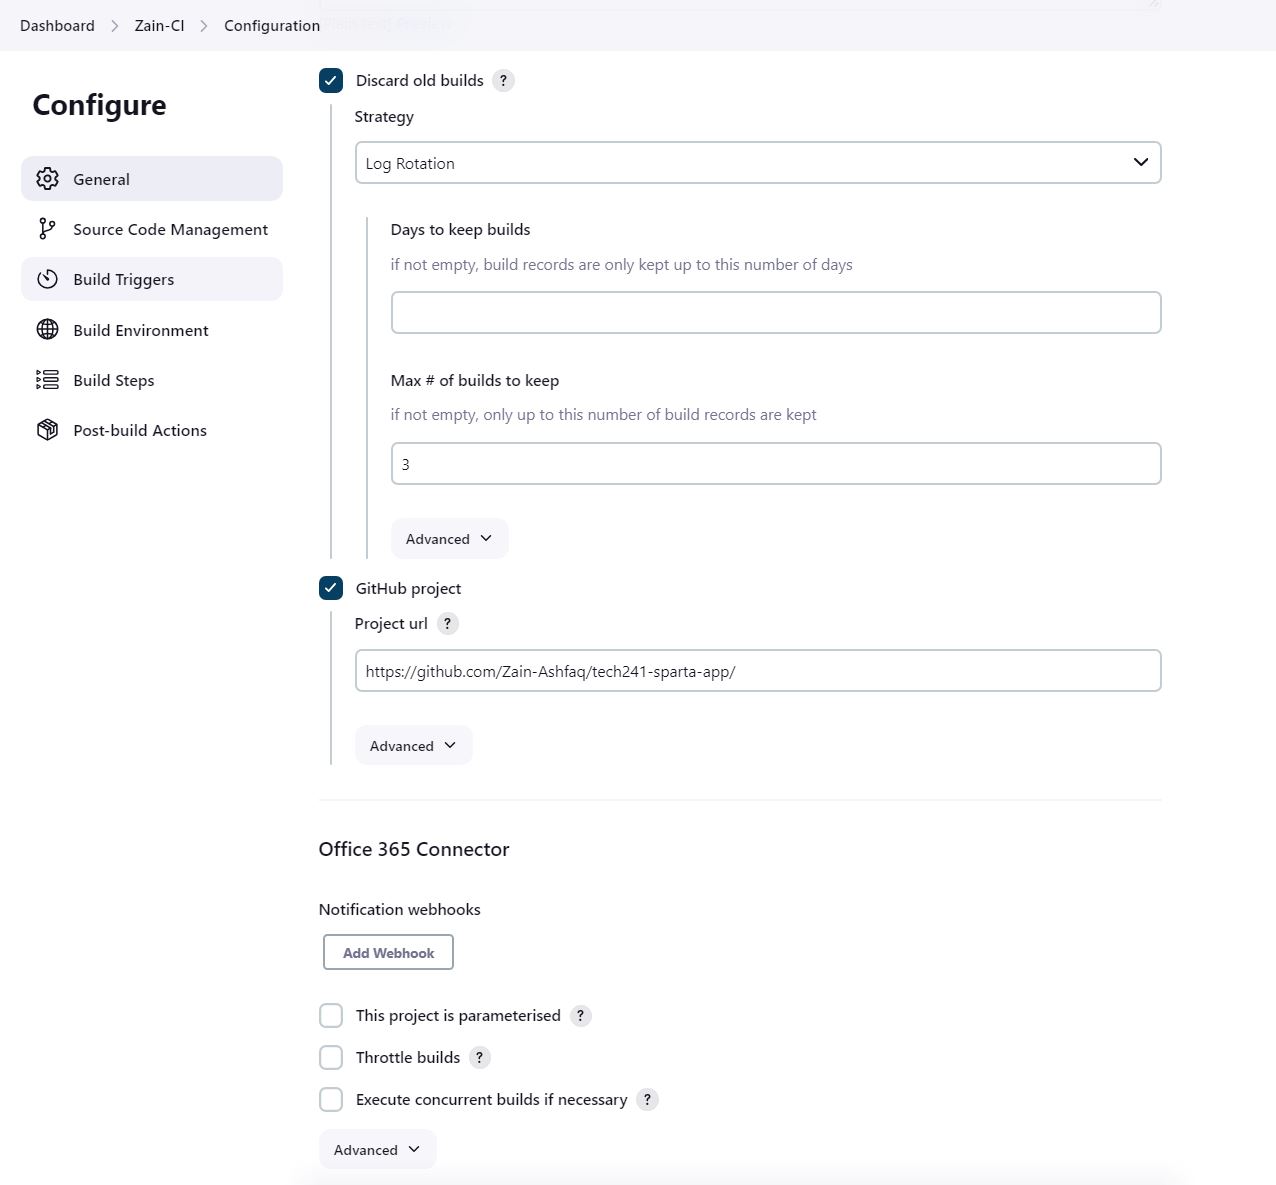 Dashboard > Zain-CI > Configuration
[Plain text] Preview
Configure
General
Source Code Management
Build Triggers
Build Environment
Build Steps
Post-build Actions
Discard old builds ?
Strategy
Log Rotation
Days to keep builds
if not empty, build records are only kept up to this number of days
Max # of builds to keep
if not empty, only up to this number of build records are kept
3
Advanced
GitHub project
Project url ?
https://github.com/Zain-Ashfaq/tech241-sparta-app/
Advanced
Office 365 Connector
Notification webhooks
Add Webhook
This project is parameterised ?
Throttle builds ?
Execute concurrent builds if necessary ?
Advanced